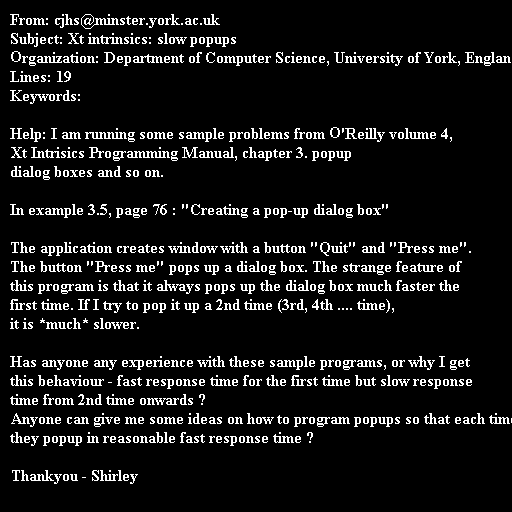 From: cjhs@minster.york.ac.uk
Subject: Xt intrinsics: slow popups
Organization: Department of Computer Science, University of York, Englan
Lines: 19
Keywords:

Help: I am running some sample problems from O'Reilly volume 4,
Xt Intrisics Programming Manual, chapter 3. popup
dialog boxes and so on.

In example 3.5, page 76 : "Creating a pop-up dialog box"

The application creates window with a button "Quit" and "Press me".
The button "Press me" pops up a dialog box. The strange feature of
this program is that it always pops up the dialog box much faster the
first time. If I try to pop it up a 2nd time (3rd, 4th .... time),
it is *much* slower.

Has anyone any experience with these sample programs, or why I get
this behaviour - fast response time for the first time but slow response
time from 2nd time onwards ?
Anyone can give me some ideas on how to program popups so that each time
they popup in reasonable fast response time ?

Thankyou - Shirley